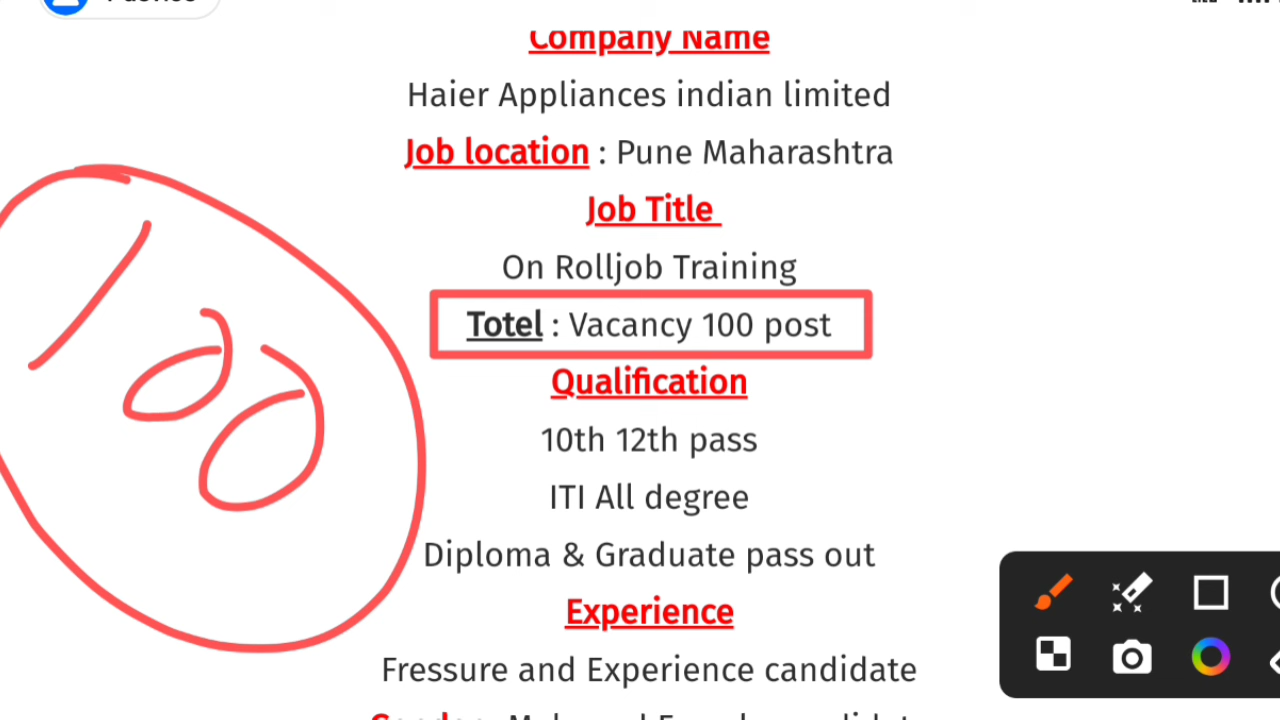 Company Name
Haier Appliances indian limited
Job location : Pune Maharashtra
Job Title
On Rolljob Training
Totel : Vacancy 100 post
100
Qualification
10th 12th pass
ITI All degree
Diploma & Graduate pass out
Experience
Fressure and Experience candidate